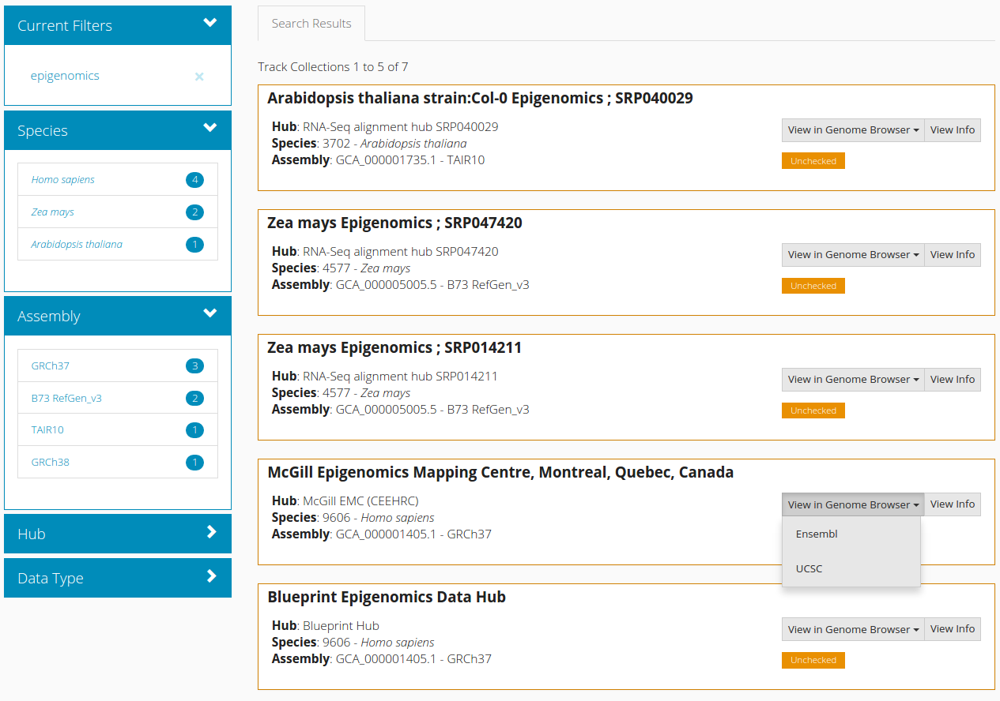 Current Filters
epigenomics
Species
Homo sapiens 4
Zea mays 2
Arabidopsis thaliana 1
Assembly
GRCh37 3
B73 RefGen_v3 2
TAIR10 1
GRCh38 1
Hub
Data Type
Search Results
Track Collections 1 to 5 of 7
Arabidopsis thaliana strain:Col-0 Epigenomics ; SRP040029
Hub: RNA-Seq alignment hub SRP040029
Species: 3702 - Arabidopsis thaliana
Assembly: GCA_000001735.1 - TAIR10
View in Genome Browser View Info
Unchecked
Zea mays Epigenomics ; SRP047420
Hub: RNA-Seq alignment hub SRP047420
Species: 4577 - Zea mays
Assembly: GCA_000005005.5 - B73 RefGen_v3
View in Genome Browser View Info
Unchecked
Zea mays Epigenomics ; SRP014211
Hub: RNA-Seq alignment hub SRP014211
Species: 4577 - Zea mays
Assembly: GCA_000005005.5 - B73 RefGen_v3
View in Genome Browser View Info
Unchecked
McGill Epigenomics Mapping Centre, Montreal, Quebec, Canada
Hub: McGill EMC (CEEHRC)
Species: 9606 - Homo sapiens
Assembly: GCA_000001405.1 - GRCh37
View in Genome Browser View Info
Ensembl
UCSC
Blueprint Epigenomics Data Hub
Hub: Blueprint Hub
Species: 9606 - Homo sapiens
Assembly: GCA_000001405.1 - GRCh37
View in Genome Browser View Info
Unchecked